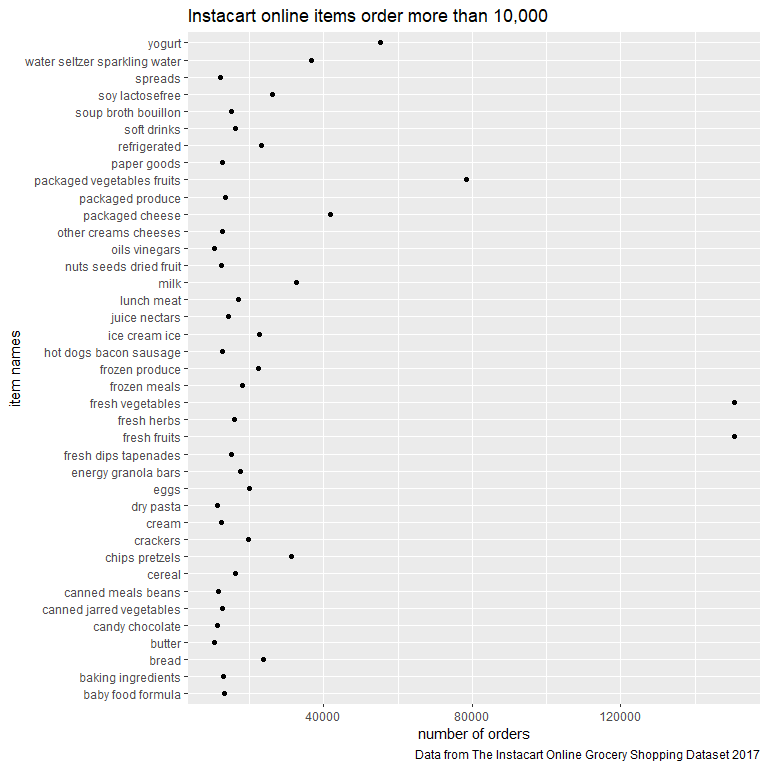 Instacart online items order more than 10,000
yogurt
water seltzer sparkling water
spreads
soy lactosefree
soup broth bouillon
soft drinks
refrigerated
paper goods
packaged vegetables fruits
packaged produce
packaged cheese
other creams cheeses
oils vinegars
nuts seeds dried fruit
milk
lunch meat
juice nectars
ice cream ice
hot dogs bacon sausage
frozen produce
frozen meals
fresh vegetables
fresh herbs
fresh fruits
fresh dips tapenades
energy granola bars
eggs
dry pasta
cream
crackers
chips pretzels
cereal
canned meals beans
canned jarred vegetables
candy chocolate
butter
bread
baking ingredients
baby food formula
item names
40000 80000 120000
number of orders
Data from The Instacart Online Grocery Shopping Dataset 2017